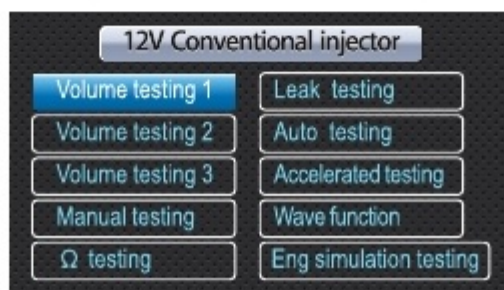 12V Conventional injector
Volume testing 1
Volume testing 2
Volume testing 3
Manual testing
Ω testing
Leak testing
Auto testing
Accelerated testing
Wave function
Eng simulation testing